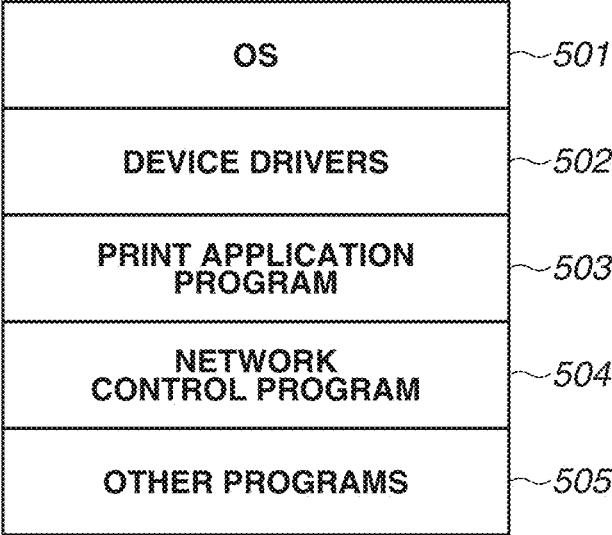 OS
501
DEVICE DRIVERS
502
PRINT APPLICATION
PROGRAM
503
NETWORK
CONTROL PROGRAM
504
OTHER PROGRAMS
505